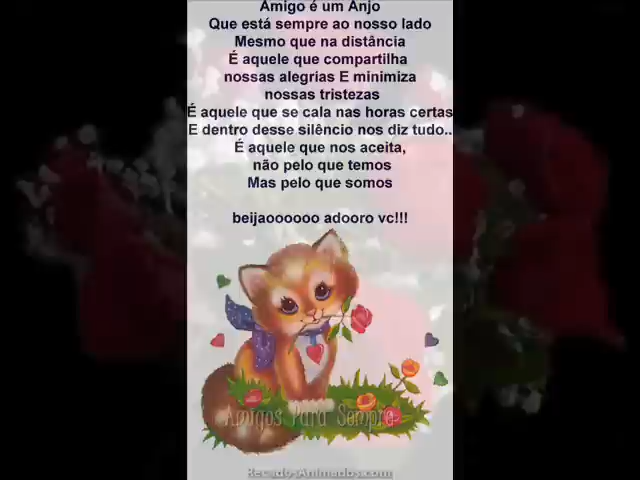 Amigo é um Anjo
Que está sempre ao nosso lado
Mesmo que na distância
É aquele que compartilha
nossas alegrias E minimiza
nossas tristezas
É aquele que se cala nas horas certas
E dentro desse silêncio nos diz tudo..
É aquele que nos aceita,
não pelo que temos
Mas pelo que somos
beijaoooooo adooro vc!!!
Amigos Para Sempre
RecadosAnimados.com